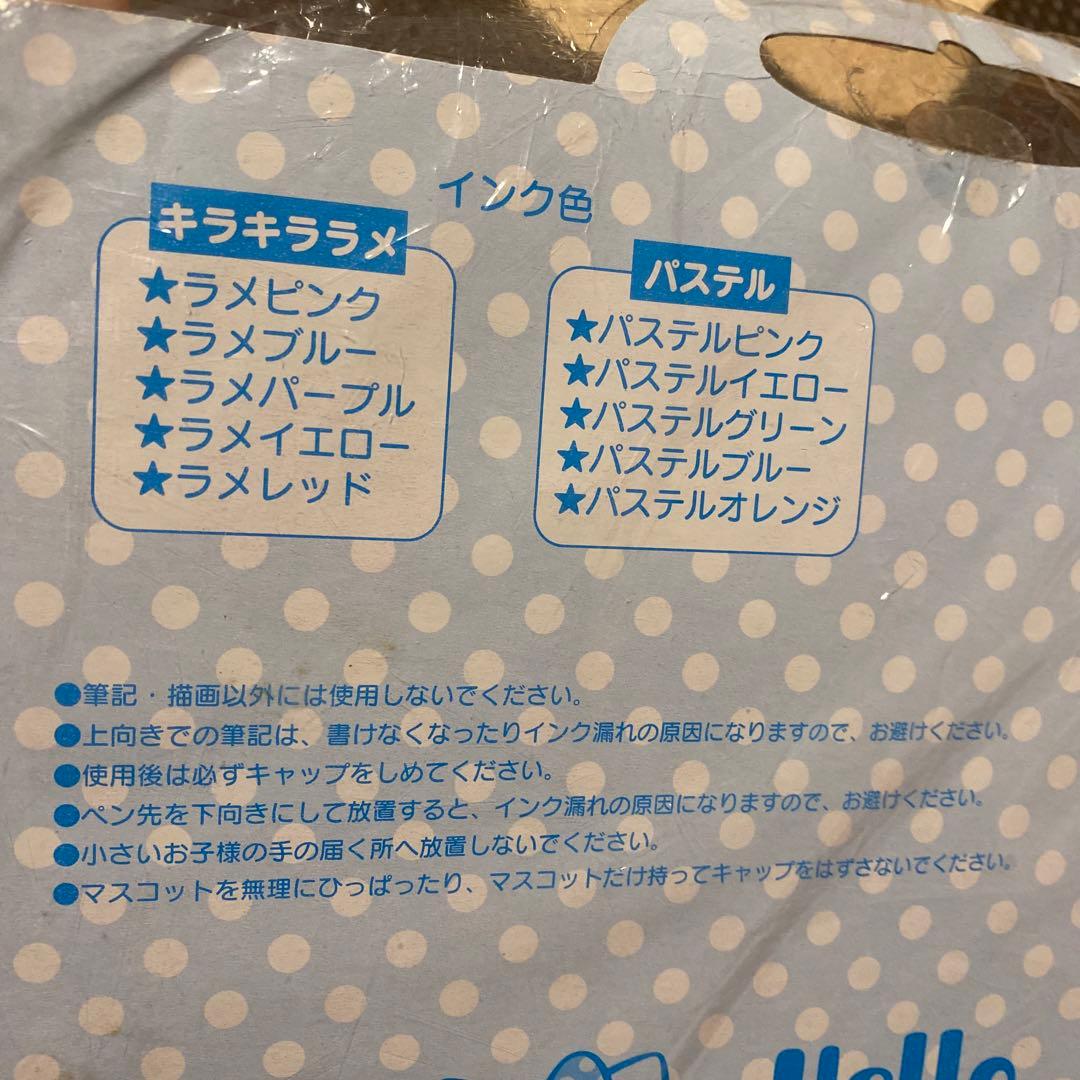 インク色
キラキララメ
★ラメピンク
★ラメブルー
★ラメパープル
★ラメイエロー
★ラメレッド
パステル
★パステルピンク
★パステルイエロー
★パステルグリーン
★パステルブルー
★パステルオレンジ
●筆記・描画以外には使用しないでください。
●上向きでの筆記は、書けなくなったりインク漏れの原因になりますので、お避けください。
●使用後は必ずキャップをしめてください。
●ペン先を下向きにして放置すると、インク漏れの原因になりますので、お避けください。
●小さいお子様の手の届く所へ放置しないでください。
●マスコットを無理にひっぱったり、マスコットだけ持ってキャップをはずさないでください。
Hello